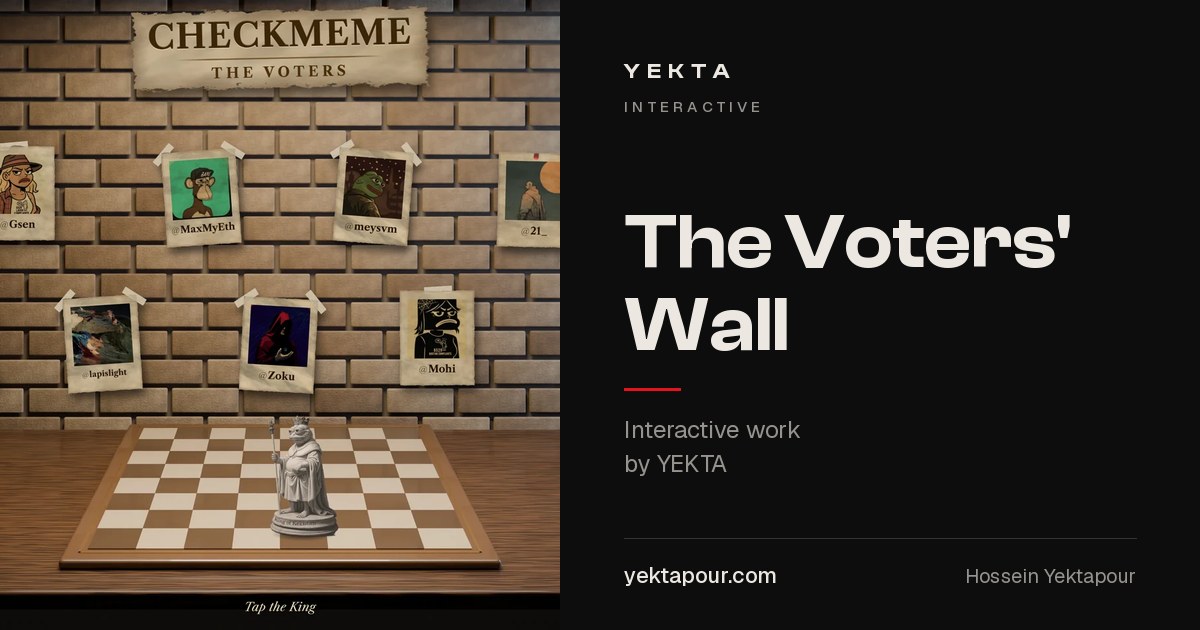 CHECKMEME
THE VOTERS
@Gsen
@MaxMyEth
@meysvm
@21_
@lapislight
@Zoku
@Mohi
Tap the King
YEKTA
INTERACTIVE
The Voters'
Wall
Interactive work
by YEKTA
yektapour.com
Hossein Yektapour